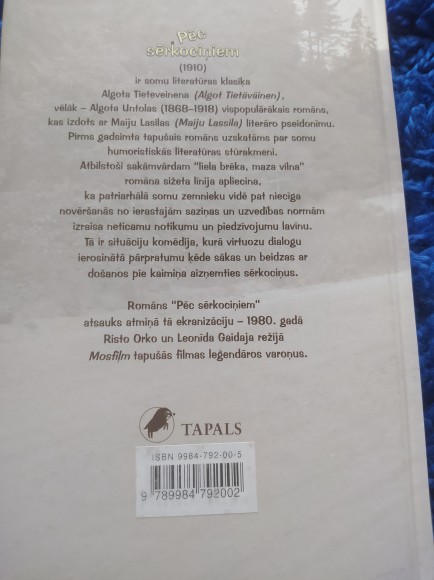 Pēc
sērkociņiem
(1910)
ir somu literatūras klasiķa
Algota Tieteveinena (Algot Tietäväinen),
vēlāk – Algota Untolas (1868–1918) vispopulārākais romāns,
kas izdots ar Maiju Lasilas (Maiju Lassila) literāro pseidonīmu.
Pirms gadsimta tapušais romāns uzskatāms par somu
humoristiskās literatūras stūrakmeni.
Atbilstoši sakāmvārdam "liela brēka, maza vilna"
romāna sižeta līnija apliecina,
ka patriarhālā somu zemnieku vidē pat niecīga
novēršanās no ierastajām saziņas un uzvedības normām
izraisa neticamu notikumu un piedzīvojumu lavīnu.
Tā ir situāciju komēdija, kurā virtuozu dialogu
ierosinātā pārpratumu ķēde sākas un beidzas ar
došanos pie kaimiņa aizņemties sērkociņus.
Romāns "Pēc sērkociņiem"
atsauks atmiņā tā ekranizāciju – 1980. gadā
Risto Orko un Leonīda Gaidaja režijā
Mosfiļm tapušās filmas leģendāros varoņus.
TAPALS
ISBN 9984-792-00-5
9 789984 792002